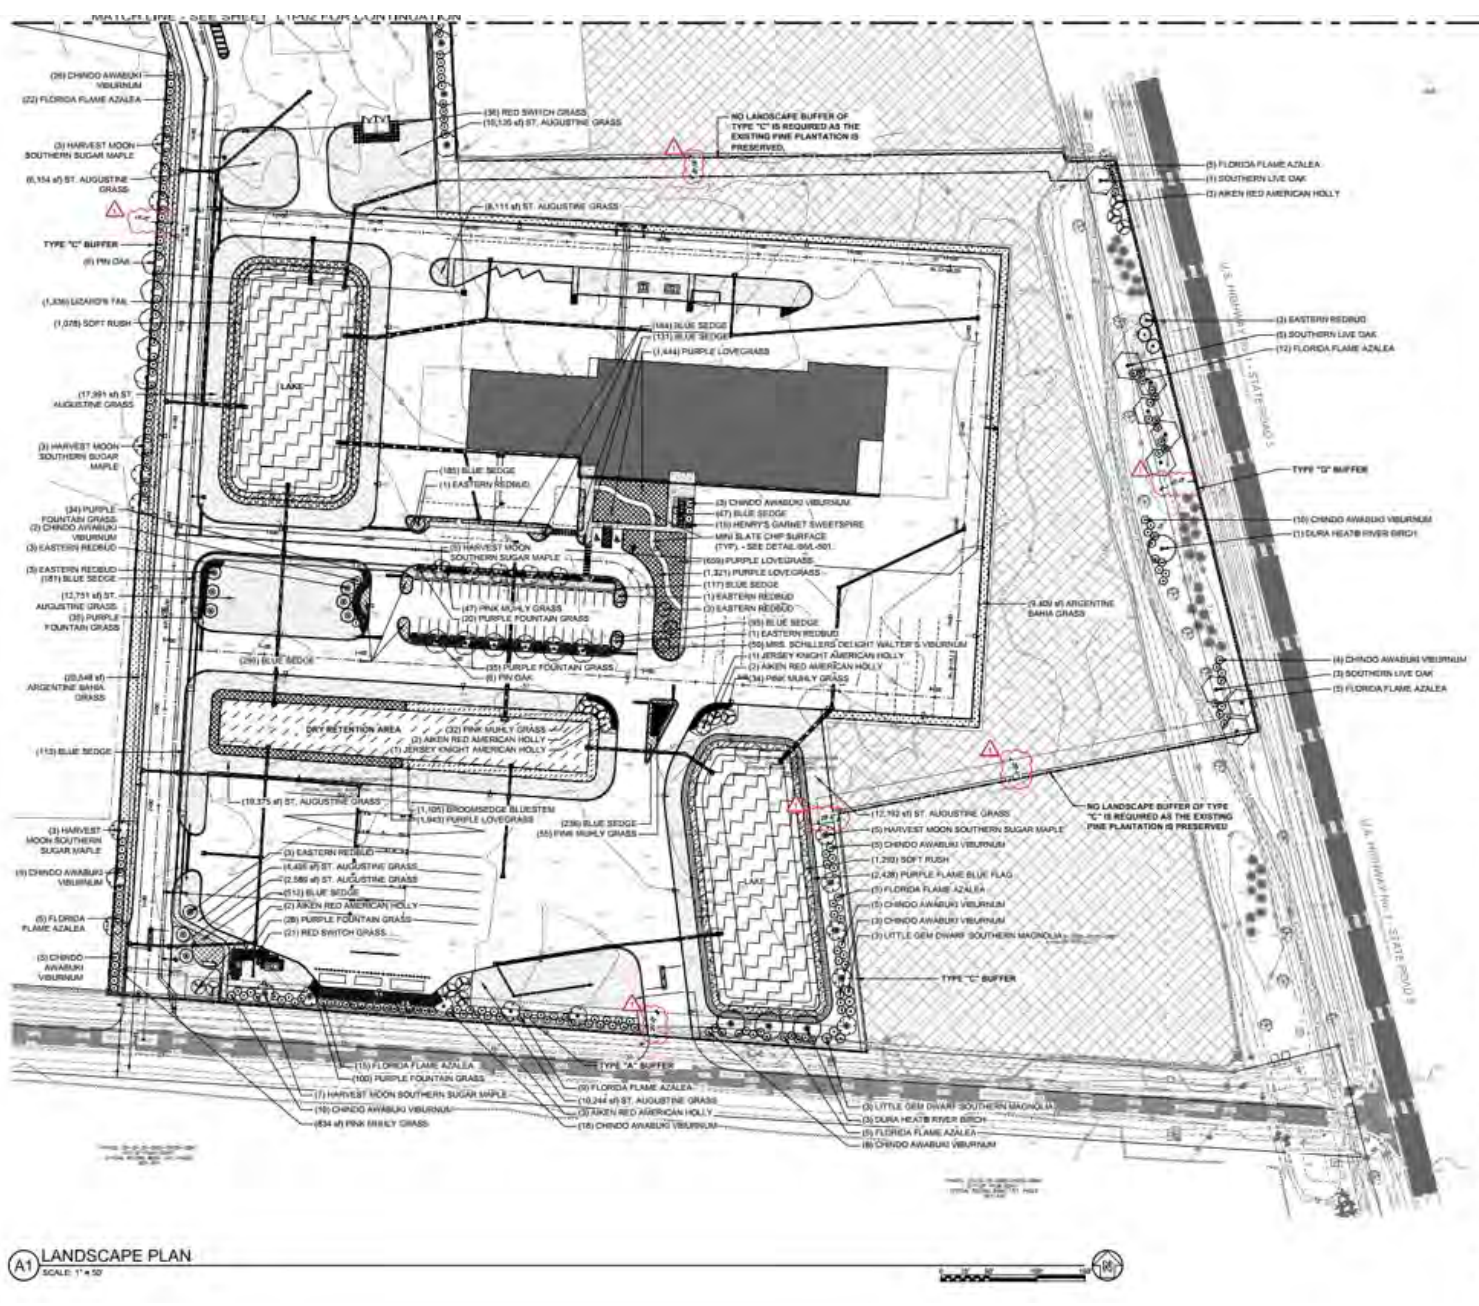 MATCH LINE - SEE SHEET L1P02 FOR CONTINUATION
(26) CHINDO AWABUKI
VIBURNUM
(22) FLORIDA FLAME AZALEA
(3) HARVEST MOON
SOUTHERN SUGAR MAPLE
(6,154 sf) ST. AUGUSTINE
GRASS
TYPE "C" BUFFER
(6) PIN OAK
(1,336) LIZARD'S TAIL
(1,078) SOFT RUSH
(17,391 sf) ST.
AUGUSTINE GRASS
(3) HARVEST MOON
SOUTHERN SUGAR
MAPLE
(34) PURPLE
FOUNTAIN GRASS
(2) CHINDO AWABUKI
VIBURNUM
(3) EASTERN REDBUD
(3) EASTERN REDBUD
(181) BLUE SEDGE
(12,751 sf) ST.
AUGUSTINE GRASS
(35) PURPLE
FOUNTAIN GRASS
(20,548 sf)
ARGENTINE BAHIA
GRASS
(113) BLUE SEDGE
(3) HARVEST
MOON SOUTHERN
SUGAR MAPLE
CHINDO AWABUKI
VIBURNUM
(5) FLORIDA
FLAME AZALEA
(5) CHINDO
AWABUKI
VIBURNUM
(36) RED SWITCH GRASS
(10,135 sf) ST. AUGUSTINE GRASS
(8,111 sf) ST. AUGUSTINE GRASS
NO LANDSCAPE BUFFER OF
TYPE "C" IS REQUIRED AS THE
EXISTING PINE PLANTATION IS
PRESERVED.
(5) FLORIDA FLAME AZALEA
(1) SOUTHERN LIVE OAK
(3) AIKEN RED AMERICAN HOLLY
(3) EASTERN REDBUD
(5) SOUTHERN LIVE OAK
(12) FLORIDA FLAME AZALEA
TYPE "G" BUFFER
(10) CHINDO AWABUKI VIBURNUM
(1) DURA HEAT® RIVER BIRCH
(4) CHINDO AWABUKI VIBURNUM
(3) SOUTHERN LIVE OAK
(5) FLORIDA FLAME AZALEA
U.S. HIGHWAY No. 1 - STATE ROAD 5
U.S. HIGHWAY No. 1 - STATE ROAD 5
LAKE
(184) BLUE SEDGE
(131) BLUE SEDGE
(1,444) PURPLE LOVEGRASS
(185) BLUE SEDGE
(1) EASTERN REDBUD
(3) CHINDO AWABUKI VIBURNUM
(47) BLUE SEDGE
(15) HENRY'S GARNET SWEETSPIRE
MINI SLATE CHIP SURFACE
(TYP). - SEE DETAIL 9/VL-501.
(659) PURPLE LOVEGRASS
(1,321) PURPLE LOVEGRASS
(117) BLUE SEDGE
(1) EASTERN REDBUD
(3) EASTERN REDBUD
(95) BLUE SEDGE
(1) EASTERN REDBUD
(59) MRS. SCHILLERS DELIGHT WALTER'S VIBURNUM
(1) JERSEY KNIGHT AMERICAN HOLLY
(2) AIKEN RED AMERICAN HOLLY
(34) PINK MUHLY GRASS
(5) HARVEST MOON
SOUTHERN SUGAR MAPLE
(47) PINK MUHLY GRASS
(20) PURPLE FOUNTAIN GRASS
BLUE SEDGE
(35) PURPLE FOUNTAIN GRASS
(6) PIN OAK
(9,409 sf) ARGENTINE
BAHIA GRASS
DRY RETENTION AREA
(32) PINK MUHLY GRASS
(2) AIKEN RED AMERICAN HOLLY
(1) JERSEY KNIGHT AMERICAN HOLLY
(19,375 sf) ST. AUGUSTINE GRASS
(1,105) BROOMSEDGE BLUESTEM
(1,943) PURPLE LOVEGRASS
(236) BLUE SEDGE
(55) PINK MUHLY GRASS
(3) EASTERN REDBUD
(4,495 sf) ST. AUGUSTINE GRASS
(2,589 sf) ST. AUGUSTINE GRASS
(512) BLUE SEDGE
(2) AIKEN RED AMERICAN HOLLY
(28) PURPLE FOUNTAIN GRASS
(21) RED SWITCH GRASS
LAKE
(12,762 sf) ST. AUGUSTINE GRASS
(5) HARVEST MOON SOUTHERN SUGAR MAPLE
(5) CHINDO AWABUKI VIBURNUM
(1,293) SOFT RUSH
(2,428) PURPLE FLAME BLUE FLAG
(5) FLORIDA FLAME AZALEA
(5) CHINDO AWABUKI VIBURNUM
(3) CHINDO AWABUKI VIBURNUM
(3) LITTLE GEM DWARF SOUTHERN MAGNOLIA
TYPE "C" BUFFER
NO LANDSCAPE BUFFER OF TYPE
"C" IS REQUIRED AS THE EXISTING
PINE PLANTATION IS PRESERVED
(15) FLORIDA FLAME AZALEA
(100) PURPLE FOUNTAIN GRASS
(7) HARVEST MOON SOUTHERN SUGAR MAPLE
(19) CHINDO AWABUKI VIBURNUM
(834 sf) PINK MUHLY GRASS
TYPE "A" BUFFER
FLORIDA FLAME AZALEA
(10,244 sf) ST. AUGUSTINE GRASS
(3) AIKEN RED AMERICAN HOLLY
(18) CHINDO AWABUKI VIBURNUM
(3) LITTLE GEM DWARF SOUTHERN MAGNOLIA
(3) DURA HEAT® RIVER BIRCH
(5) FLORIDA FLAME AZALEA
CHINDO AWABUKI VIBURNUM
A1
LANDSCAPE PLAN
SCALE: 1" = 50'
N